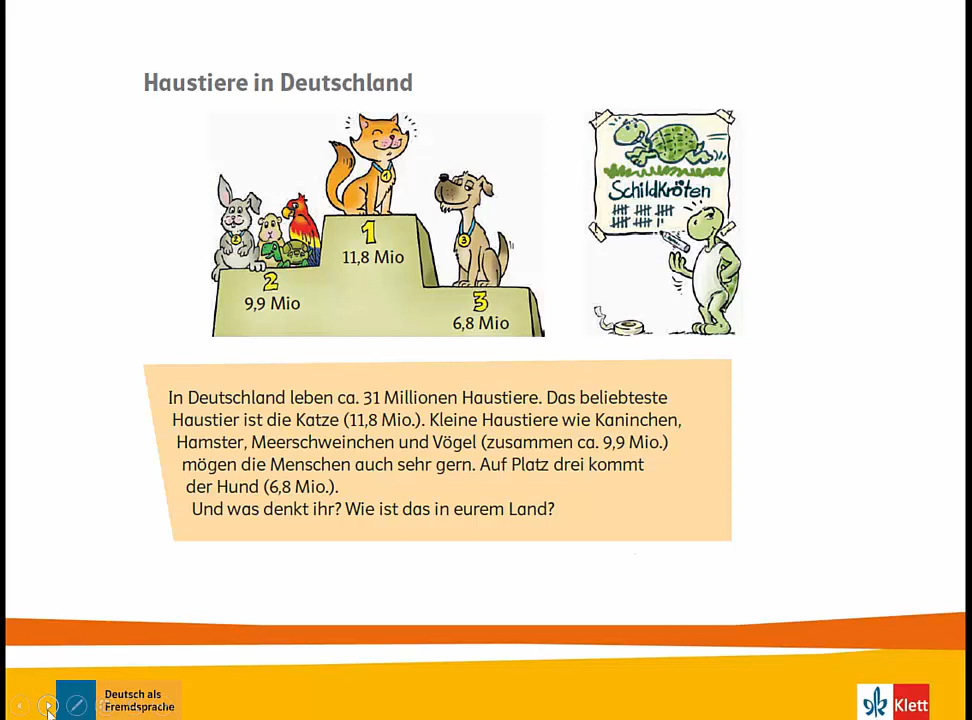 Haustiere in Deutschland
1
11,8 Mio
2
9,9 Mio
3
6,8 Mio
1
2
3
Schildkröten
In Deutschland leben ca. 31 Millionen Haustiere. Das beliebteste
Haustier ist die Katze (11,8 Mio.). Kleine Haustiere wie Kaninchen,
Hamster, Meerschweinchen und Vögel (zusammen ca. 9,9 Mio.)
mögen die Menschen auch sehr gern. Auf Platz drei kommt
der Hund (6,8 Mio.).
Und was denkt ihr? Wie ist das in eurem Land?
Deutsch als
Fremdsprache
Klett